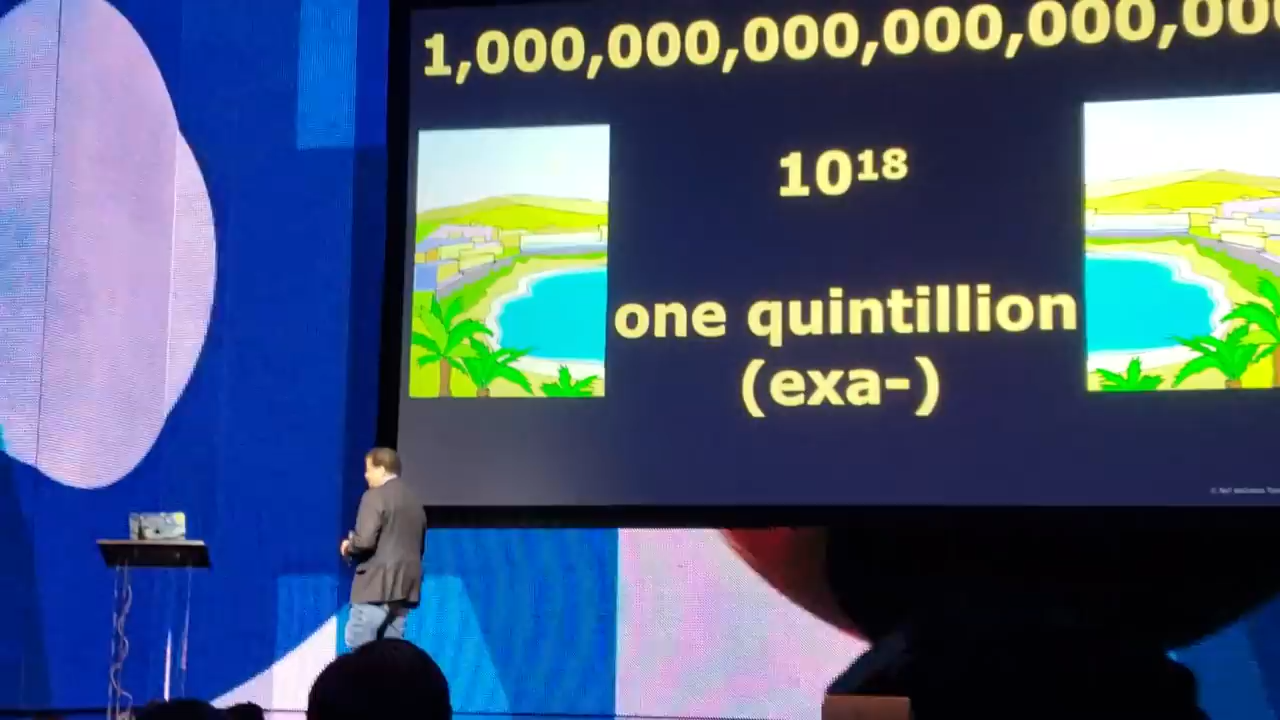 1,000,000,000,000,000,00
10¹⁸
one quintillion
(exa-)